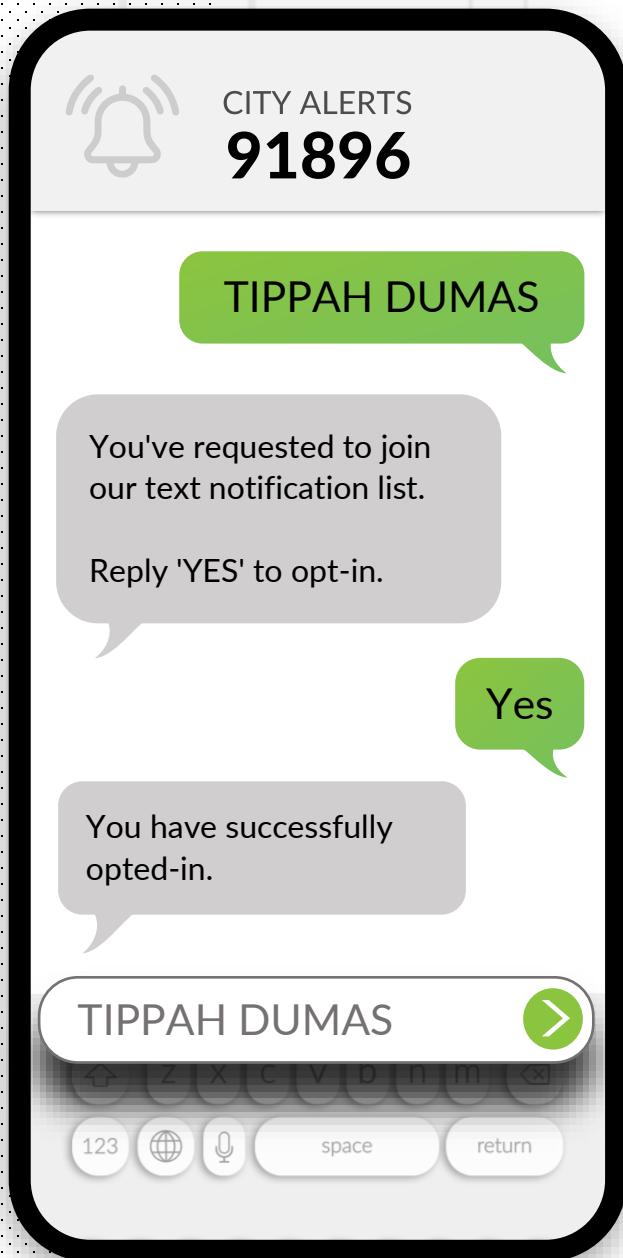 CITY ALERTS
91896
TIPPAH DUMAS
You've requested to join
our text notification list.
Reply 'YES' to opt-in.
Yes
You have successfully
opted-in.
TIPPAH DUMAS
z x c v b n m
123 space return